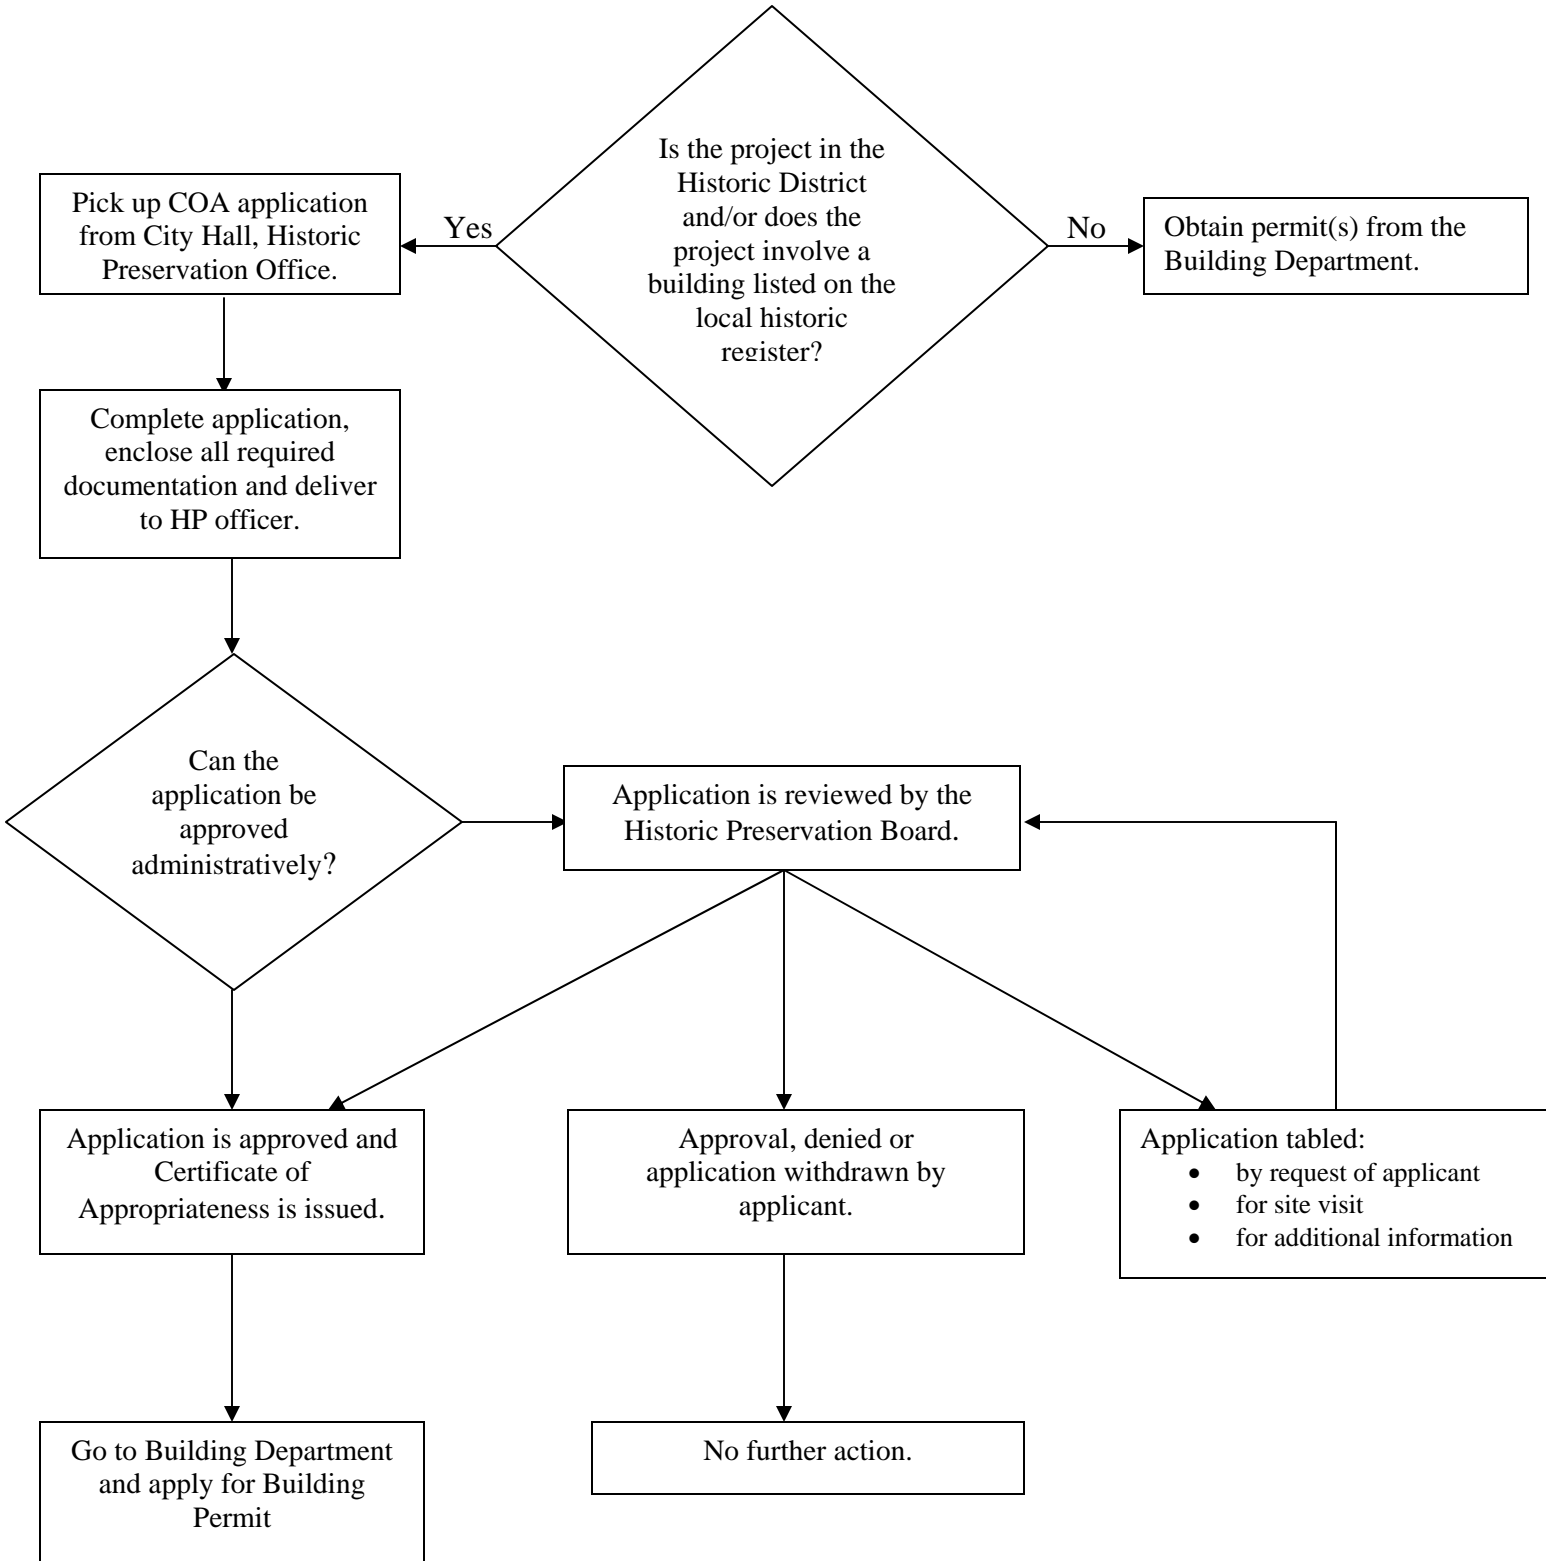 Is the project in the
Historic District
and/or does the
project involve a
building listed on the
local historic
register?
Yes
No
Pick up COA application
from City Hall, Historic
Preservation Office.
Obtain permit(s) from the
Building Department.
Complete application,
enclose all required
documentation and deliver
to HP officer.
Can the
application be
approved
administratively?
Application is reviewed by the
Historic Preservation Board.
Application is approved and
Certificate of
Appropriateness is issued.
Approval, denied or
application withdrawn by
applicant.
Application tabled:
• by request of applicant
• for site visit
• for additional information
Go to Building Department
and apply for Building
Permit
No further action.